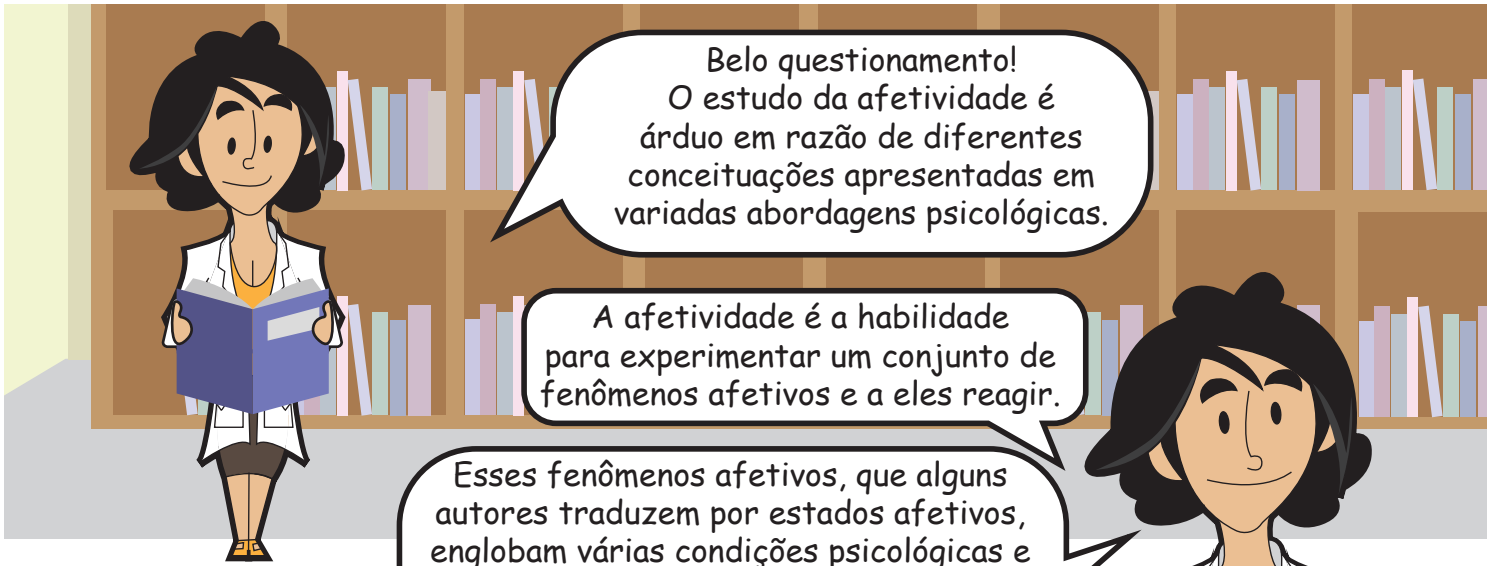 Belo questionamento!
O estudo da afetividade é
árduo em razão de diferentes
conceituações apresentadas em
variadas abordagens psicológicas.
A afetividade é a habilidade
para experimentar um conjunto de
fenômenos afetivos e a eles reagir.
Esses fenômenos afetivos, que alguns
autores traduzem por estados afetivos,
englobam várias condições psicológicas e